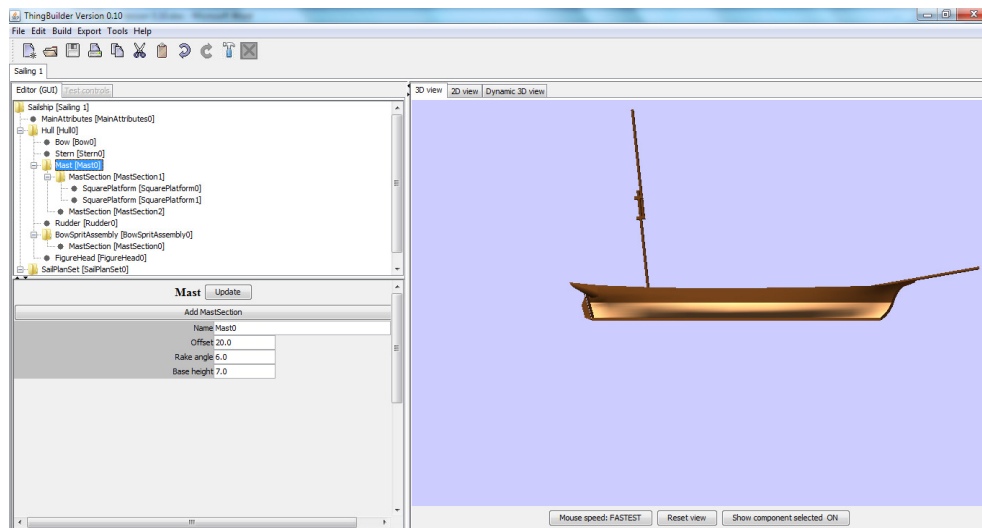 ThingBuilder Version 0.10
File Edit Build Export Tools Help
Sailing 1
Editor (GUI) Test controls
3D view 2D view Dynamic 3D view
Sailship [Sailing 1]
MainAttributes [MainAttributes0]
Hull [Hull0]
Bow [Bow0]
Stern [Stern0]
Mast [Mast0]
MastSection [MastSection1]
SquarePlatform [SquarePlatform0]
SquarePlatform [SquarePlatform1]
MastSection [MastSection2]
Rudder [Rudder0]
BowSpritAssembly [BowSpritAssembly0]
MastSection [MastSection0]
FigureHead [FigureHead0]
SailPlanSet [SailPlanSet0]
Mast Update
Add MastSection
Name Mast0
Offset 20.0
Rake angle 6.0
Base height 7.0
Mouse speed: FASTEST Reset view Show component selected ON